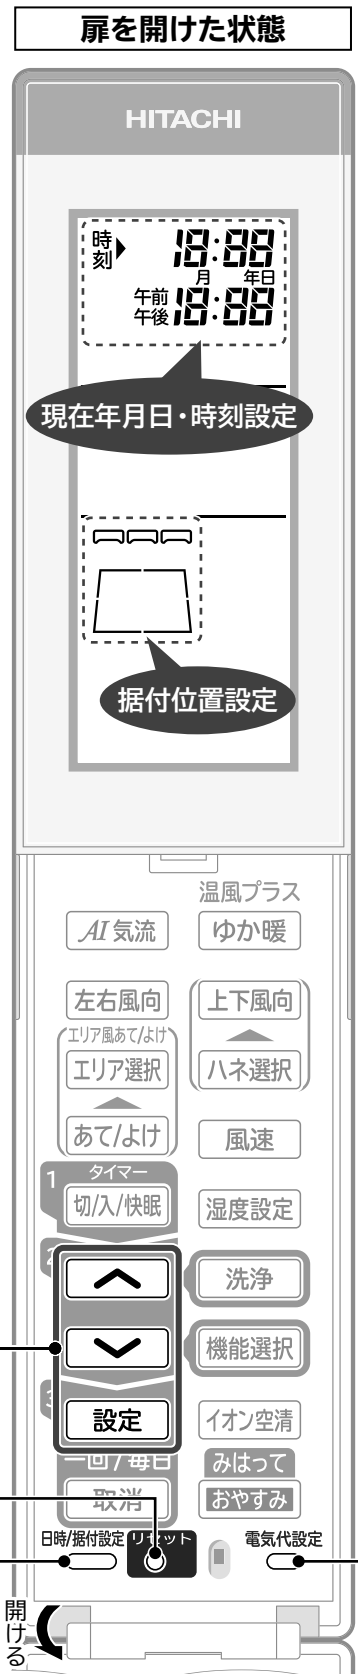 扉を開けた状態
HITACHI
時刻
18:88
月 年日
午前
午後
18:88
現在年月日・時刻設定
据付位置設定
温風プラス
AI 気流
ゆか暖
左右風向
上下風向
エリア風あて/よけ
エリア選択
ハネ選択
あて/よけ
風速
1
タイマー
切/入/快眠
湿度設定
2
洗浄
機能選択
3
設定
イオン空清
一回/毎日
みはって
取消
おやすみ
日時/据付設定
リセット
電気代設定
開ける